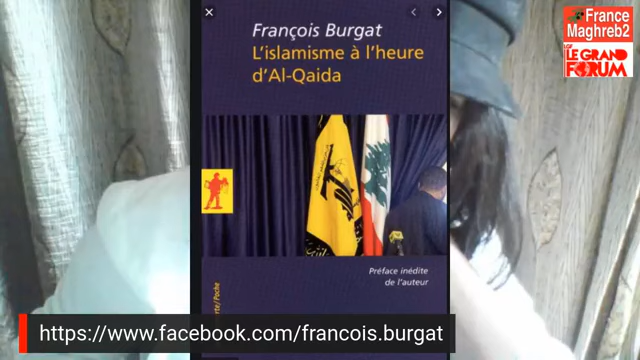 François Burgat
L'islamisme à l'heure
d'Al-Qaida
France
Maghreb2
LE GRAND
FORUM
Préface inédite
de l'auteur
https://www.facebook.com/francois.burgat